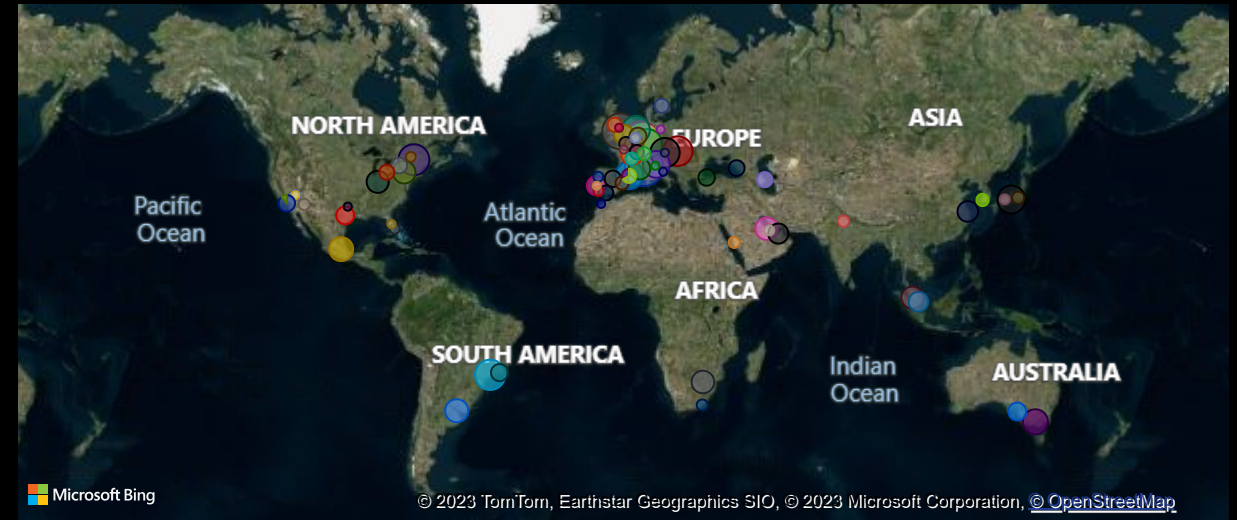 NORTH AMERICA
EUROPE
ASIA
Pacific
Ocean
Atlantic
Ocean
AFRICA
SOUTH AMERICA
Indian
Ocean
AUSTRALIA
Microsoft Bing
© 2023 TomTom, Earthstar Geographics SIO, © 2023 Microsoft Corporation, © OpenStreetMap